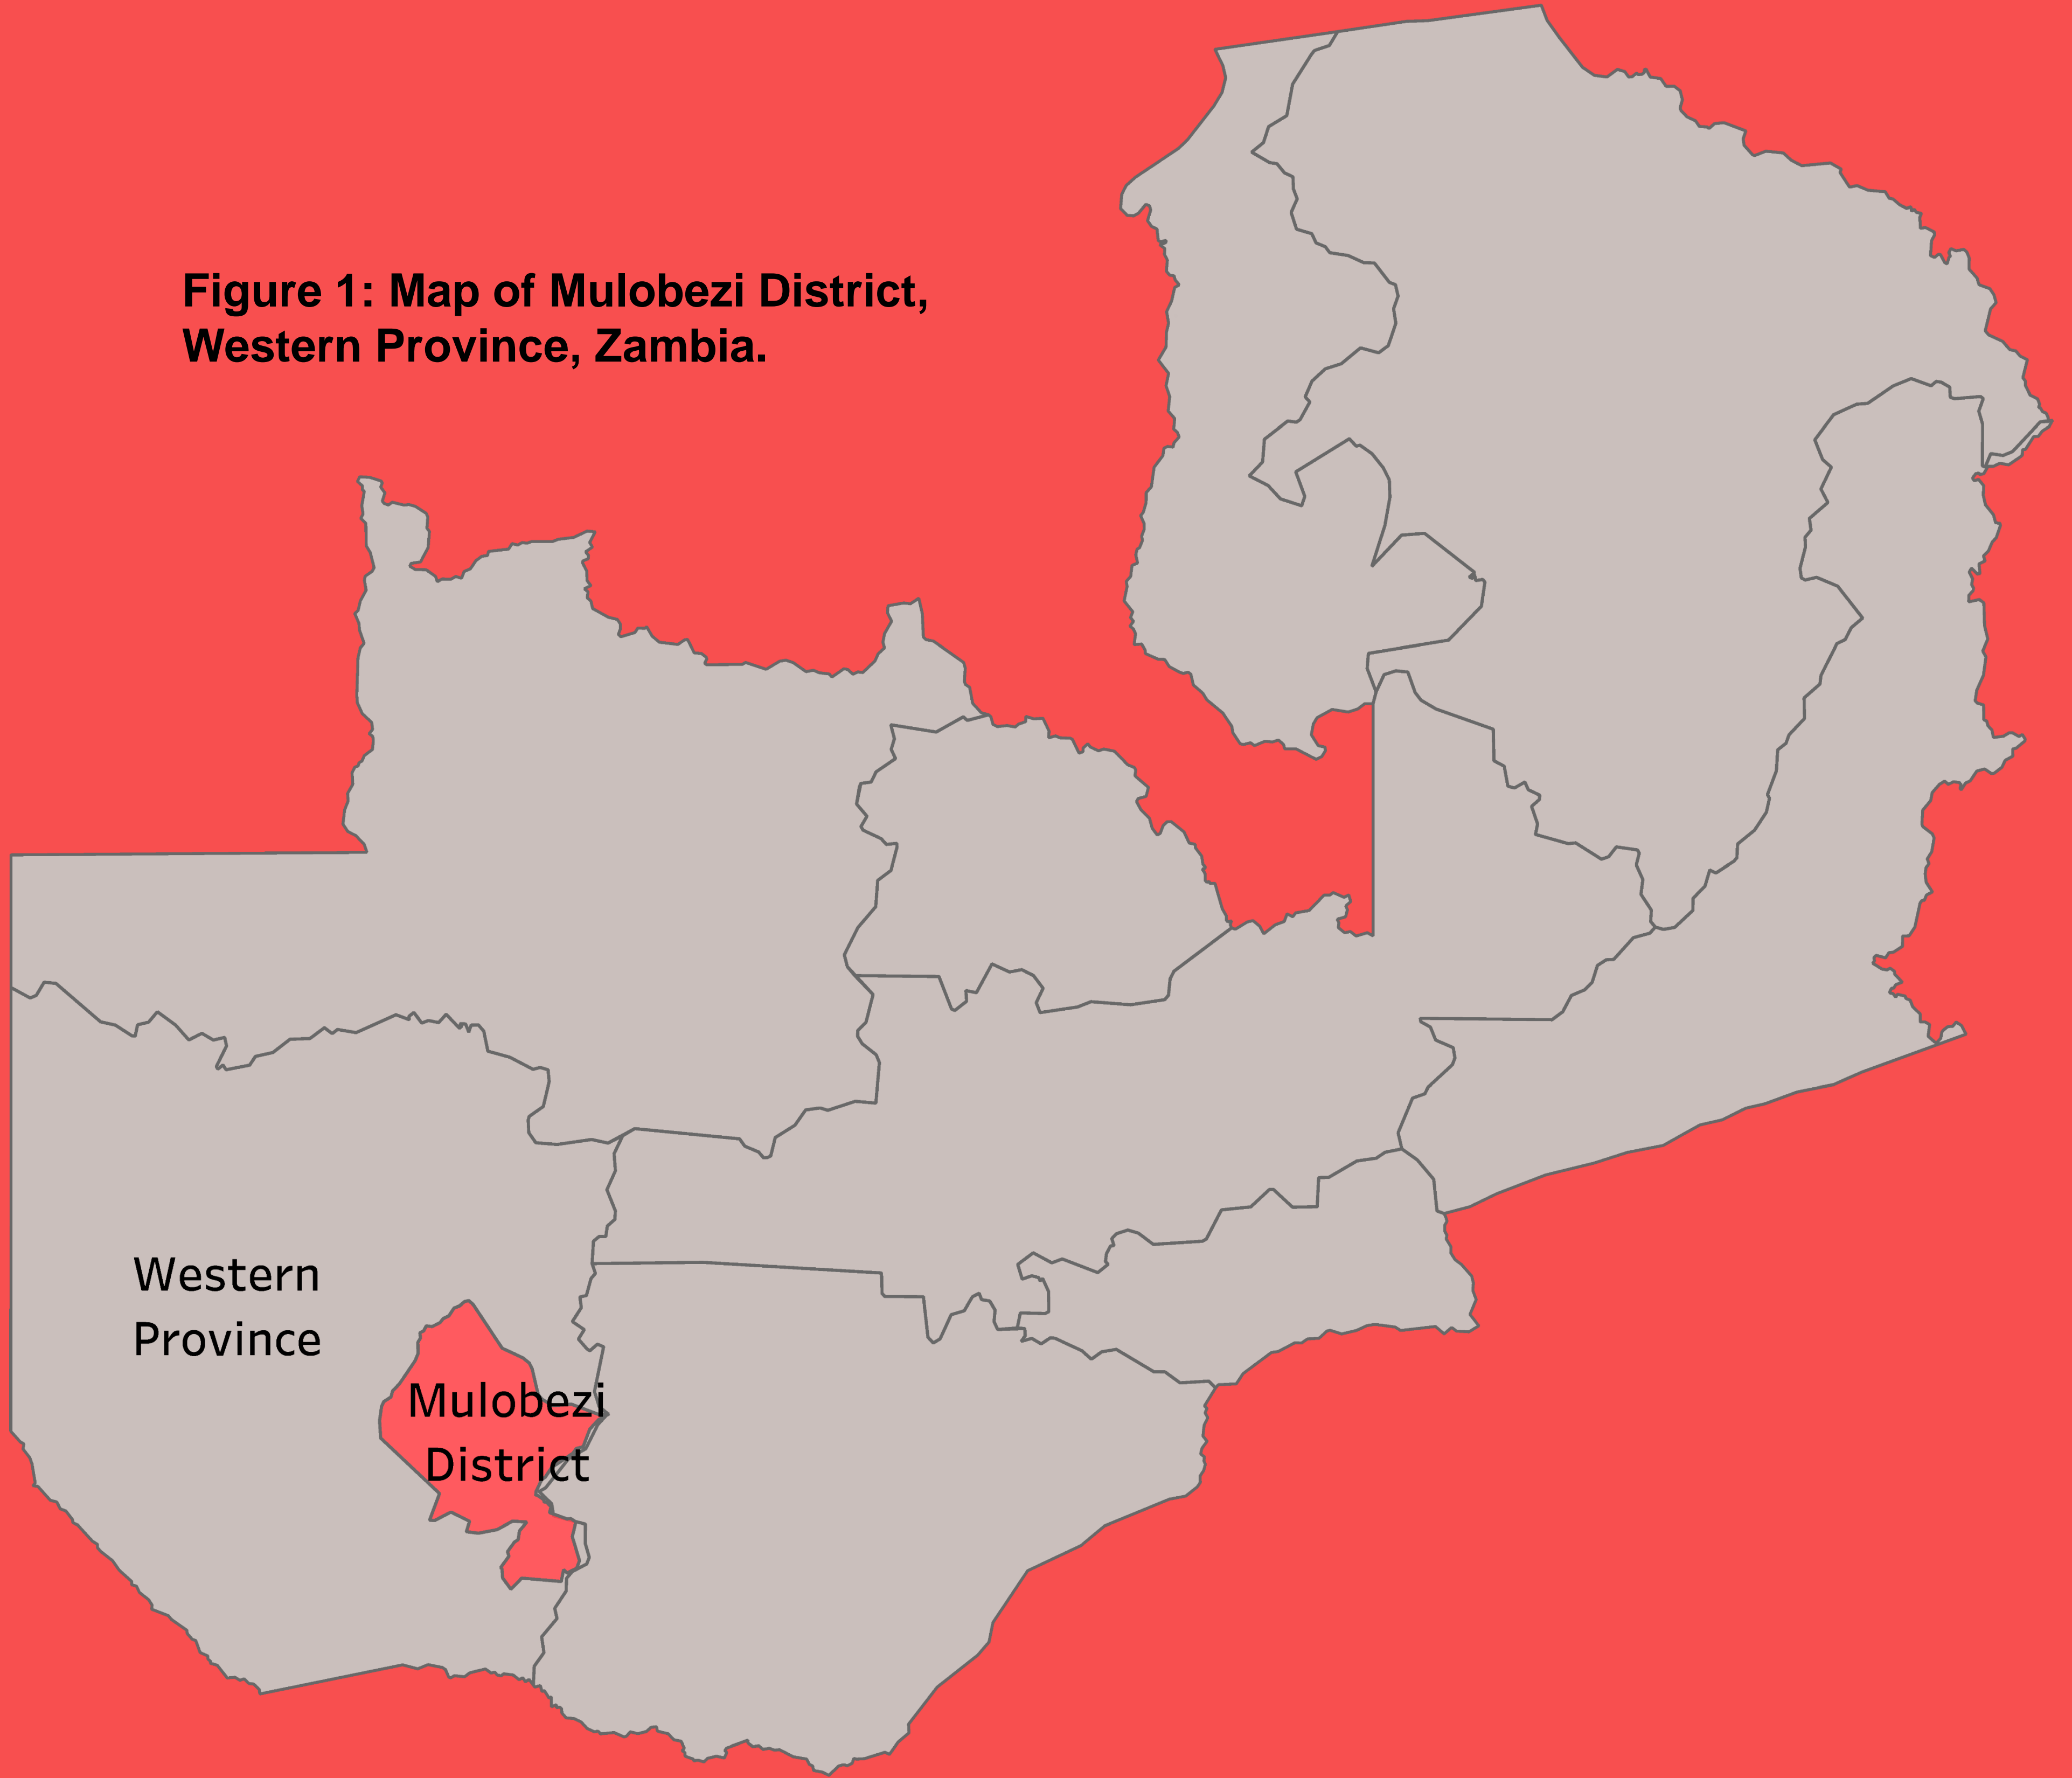 Figure 1: Map of Mulobezi District,
Western Province, Zambia.
Western
Province
Mulobezi
District